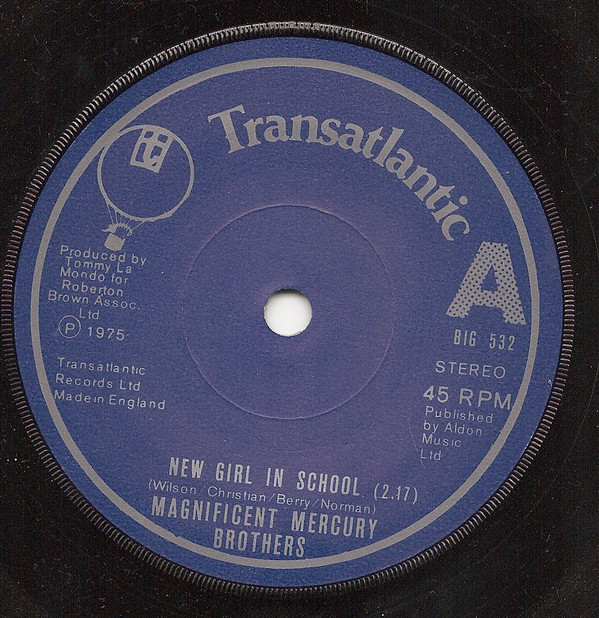 Transatlantic
Produced by
Tommy La
Mondo for
Roberton
Brown Assoc.
Ltd
Ⓟ 1975
Transatlantic
Records Ltd
Made in England
A
BIG 532
STEREO
45 RPM
Published
by Aldon
Music
Ltd
NEW GIRL IN SCHOOL (2.17)
(Wilson/Christian/Berry/Norman)
MAGNIFICENT MERCURY
BROTHERS